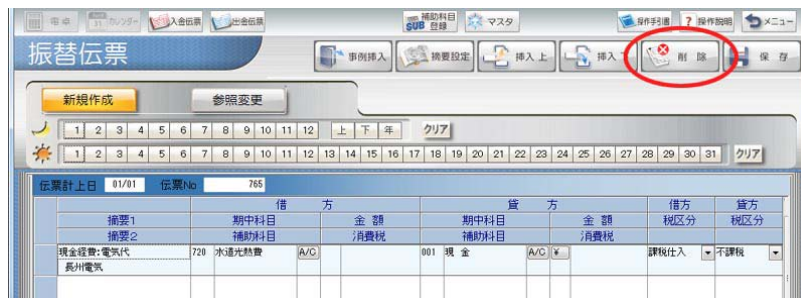 電卓 カレンダー 入金伝票 出金伝票 SUB 補助科目登録 マスタ 操作手引書 ? 操作説明 メニュー
振替伝票 事例挿入 摘要設定 挿入上 挿入下 削除 保存
新規作成 参照変更
1 2 3 4 5 6 7 8 9 10 11 12 上 下 年 クリア
1 2 3 4 5 6 7 8 9 10 11 12 13 14 15 16 17 18 19 20 21 22 23 24 25 26 27 28 29 30 31 クリア
伝票計上日 01/01 伝票No 765
借方 貸方 借方 貸方
摘要1 期中科目 金額 期中科目 金額 税区分 税区分
摘要2 補助科目 消費税 補助科目 消費税
現金経費:電気代 720 水道光熱費 A/C 001 現金 A/C ¥ 課税仕入 不課税
長州電気